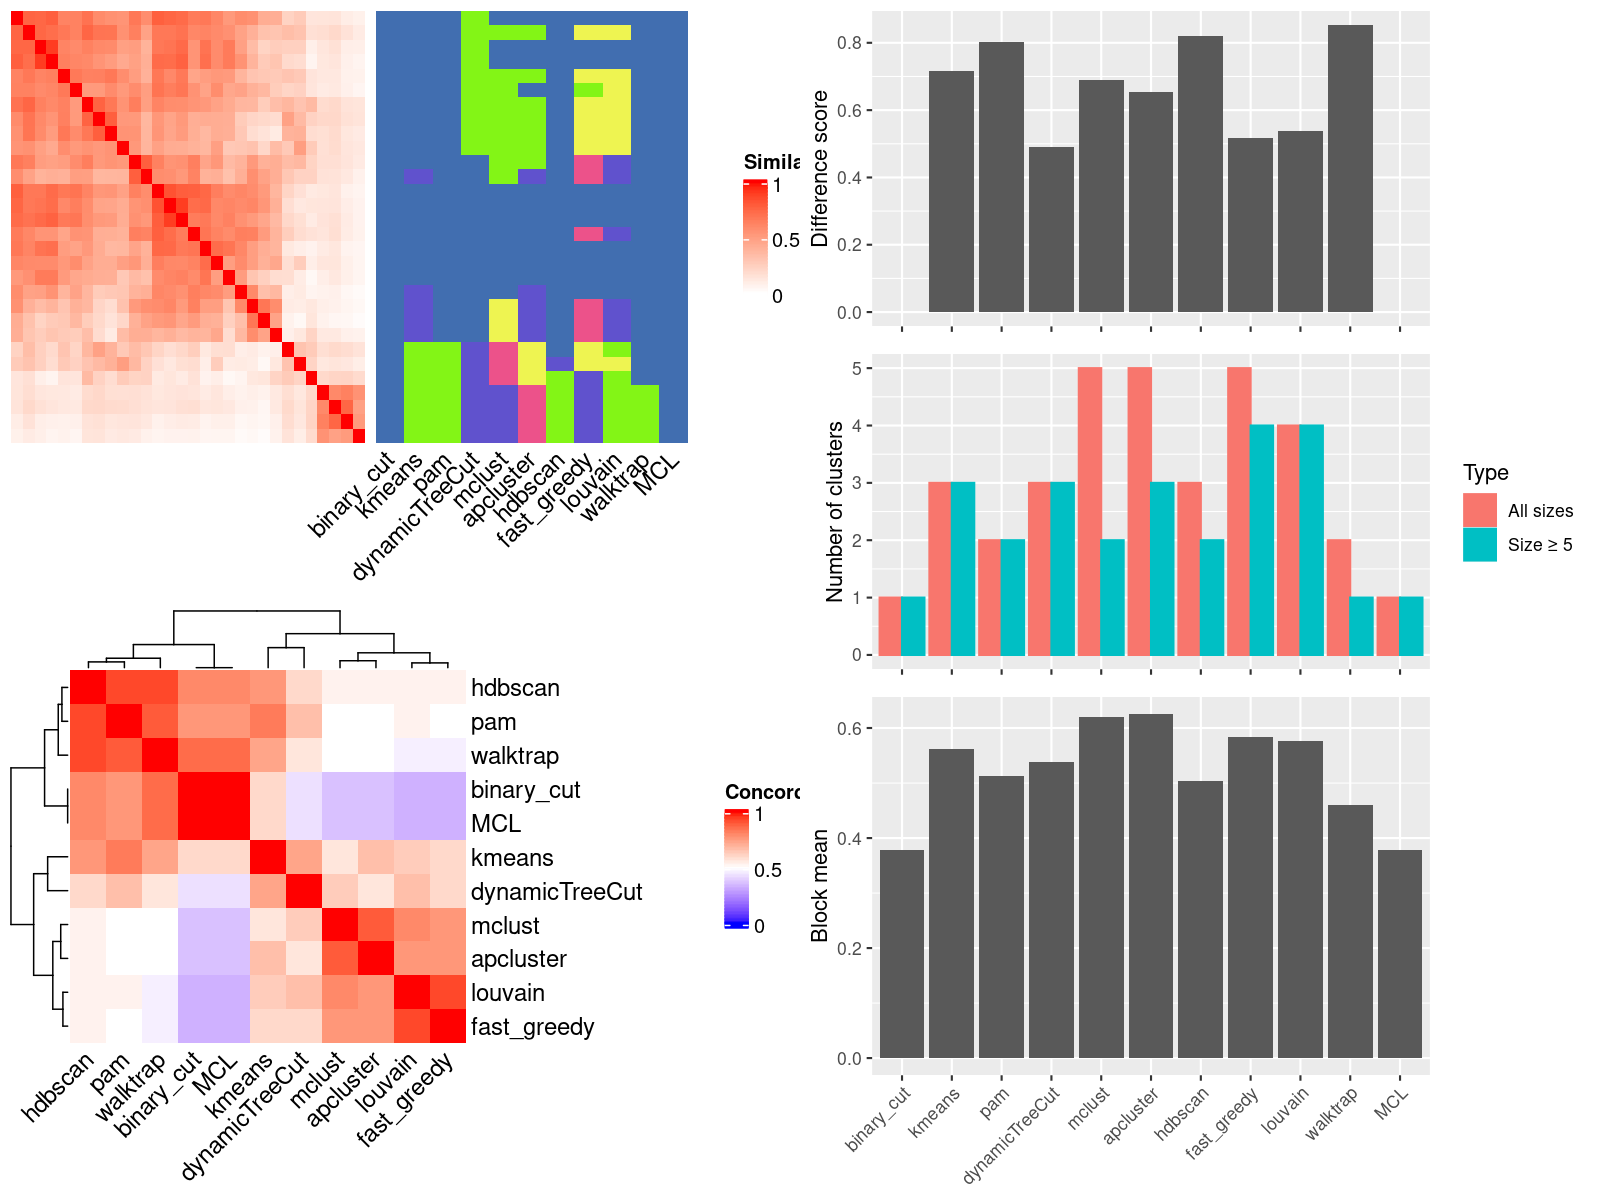 Simila
1
0.5
0
binary_cut
kmeans
pam
dynamicTreeCut
mclust
apcluster
hdbscan
fast_greedy
louvain
walktrap
MCL
hdbscan
pam
walktrap
binary_cut
MCL
kmeans
dynamicTreeCut
mclust
apcluster
louvain
fast_greedy
hdbscan
pam
walktrap
binary_cut
MCL
kmeans
dynamicTreeCut
mclust
apcluster
louvain
fast_greedy
Concord
1
0.5
0
Difference score
0.8
0.6
0.4
0.2
0.0
Number of clusters
5
4
3
2
1
0
Type
All sizes
Size ≥ 5
Block mean
0.6
0.4
0.2
0.0
binary_cut
kmeans
pam
dynamicTreeCut
mclust
apcluster
hdbscan
fast_greedy
louvain
walktrap
MCL